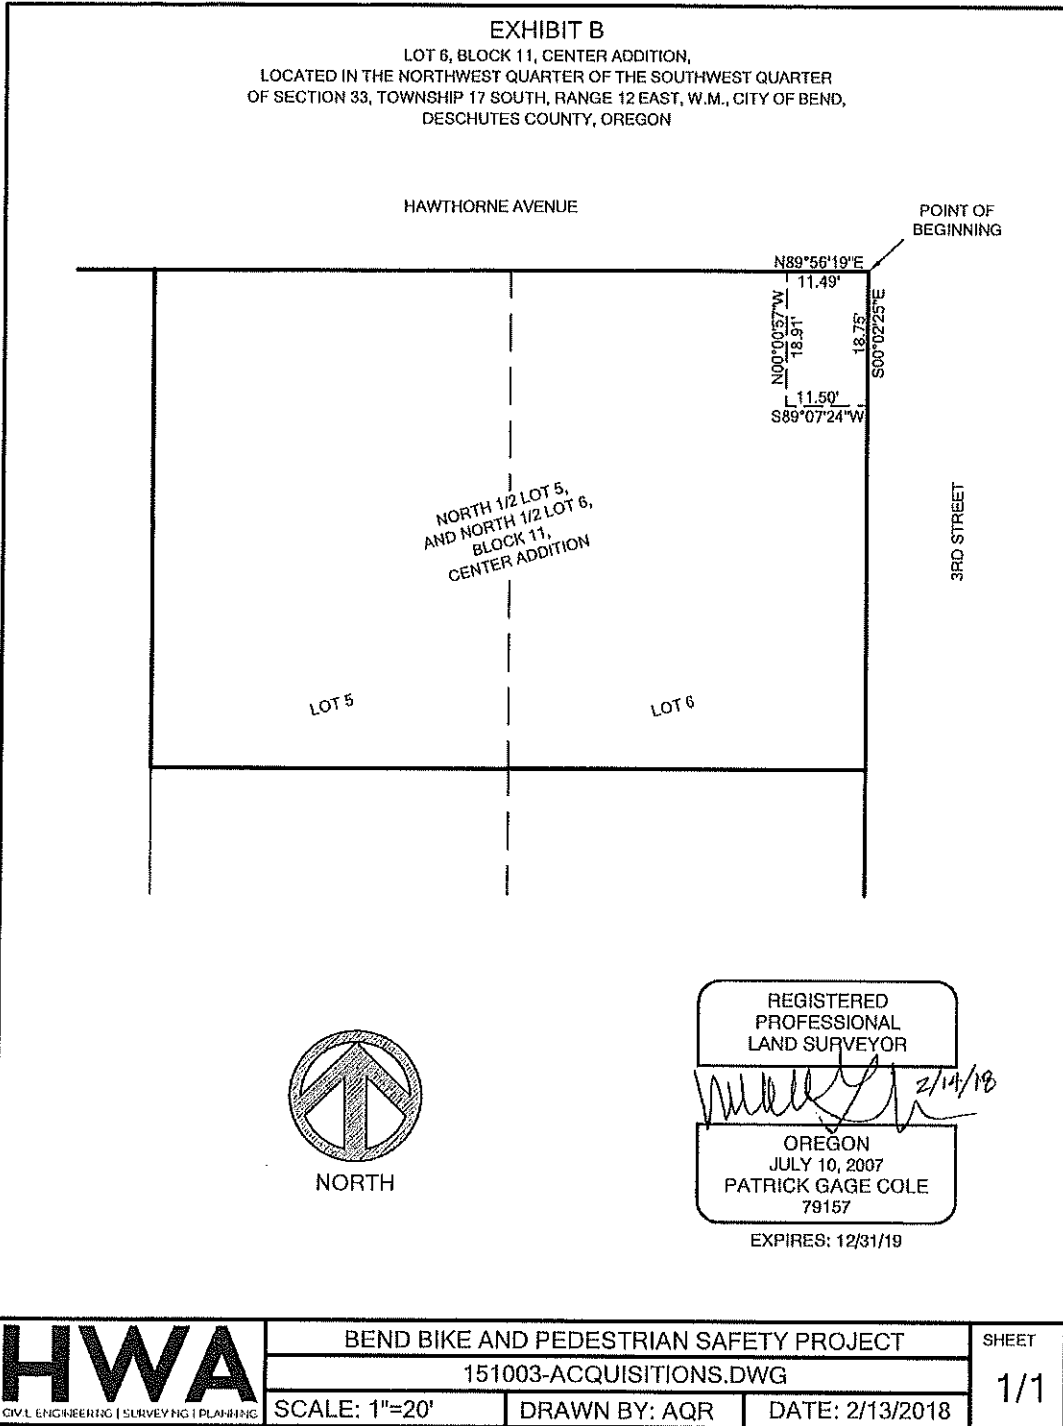 EXHIBIT B
LOT 6, BLOCK 11, CENTER ADDITION,
LOCATED IN THE NORTHWEST QUARTER OF THE SOUTHWEST QUARTER
OF SECTION 33, TOWNSHIP 17 SOUTH, RANGE 12 EAST, W.M., CITY OF BEND,
DESCHUTES COUNTY, OREGON
HAWTHORNE AVENUE
POINT OF
BEGINNING
N89°56'19"E
11.49'
N00°00'57"W
18.91'
18.75'
S00°02'25"E
11.50'
S89°07'24"W
NORTH 1/2 LOT 5,
AND NORTH 1/2 LOT 6,
BLOCK 11,
CENTER ADDITION
3RD STREET
LOT 5
LOT 6
NORTH
REGISTERED
PROFESSIONAL
LAND SURVEYOR
2/14/18
OREGON
JULY 10, 2007
PATRICK GAGE COLE
79157
EXPIRES: 12/31/19
HWA
CIVIL ENGINEERING | SURVEYING | PLANNING
BEND BIKE AND PEDESTRIAN SAFETY PROJECT
151003-ACQUISITIONS.DWG
SCALE: 1"=20'
DRAWN BY: AQR
DATE: 2/13/2018
SHEET
1/1